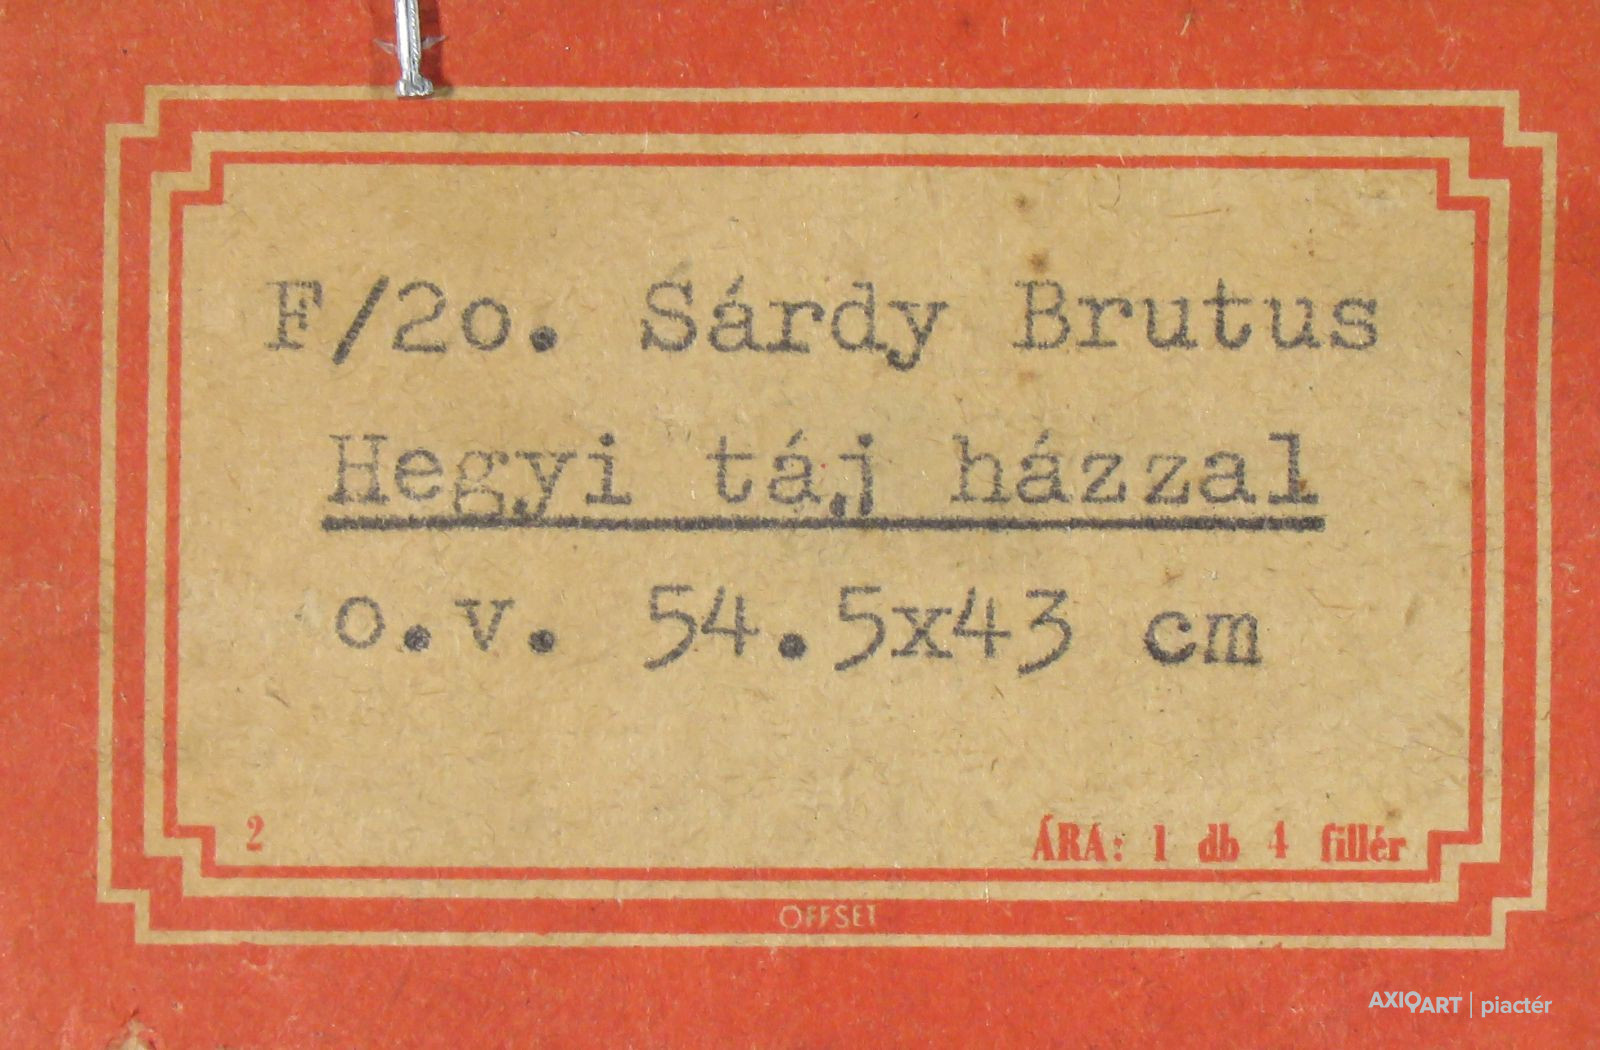 F/2o. Sárdy Brutus
Hegyi táj házzal
o.v. 54.5x43 cm
2
ÁRA: 1 db 4 fillér
OFFSET
AXIOART | piactér